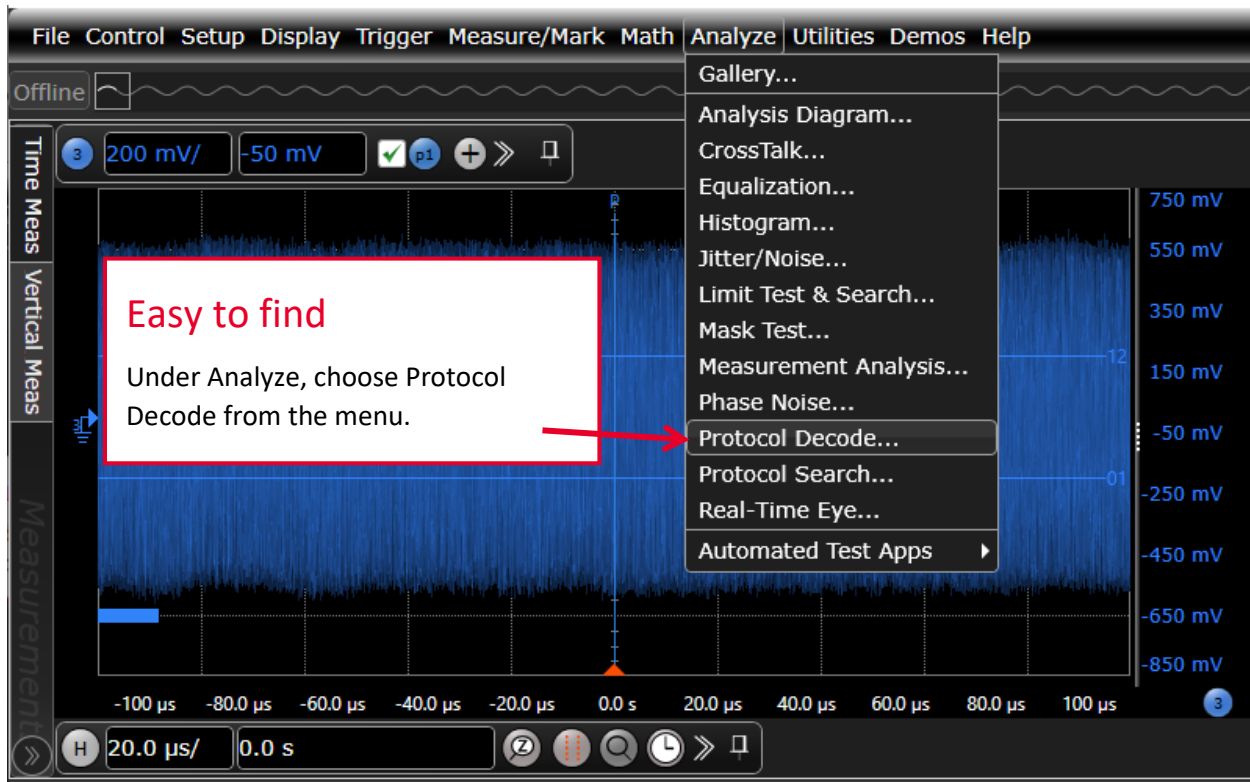 File Control Setup Display Trigger Measure/Mark Math Analyze Utilities Demos Help
Offline
Gallery...
Analysis Diagram...
CrossTalk...
Equalization...
Histogram...
Jitter/Noise...
Limit Test & Search...
Mask Test...
Measurement Analysis...
Phase Noise...
Protocol Decode...
Protocol Search...
Real-Time Eye...
Automated Test Apps
Time Meas
Vertical Meas
Measurements
3 200 mV/ -50 mV p1
Easy to find
Under Analyze, choose Protocol
Decode from the menu.
750 mV
550 mV
350 mV
12
150 mV
-50 mV
01
-250 mV
-450 mV
-650 mV
-850 mV
3
-100 µs -80.0 µs -60.0 µs -40.0 µs -20.0 µs 0.0 s 20.0 µs 40.0 µs 60.0 µs 80.0 µs 100 µs 3
H 20.0 µs/ 0.0 s Z